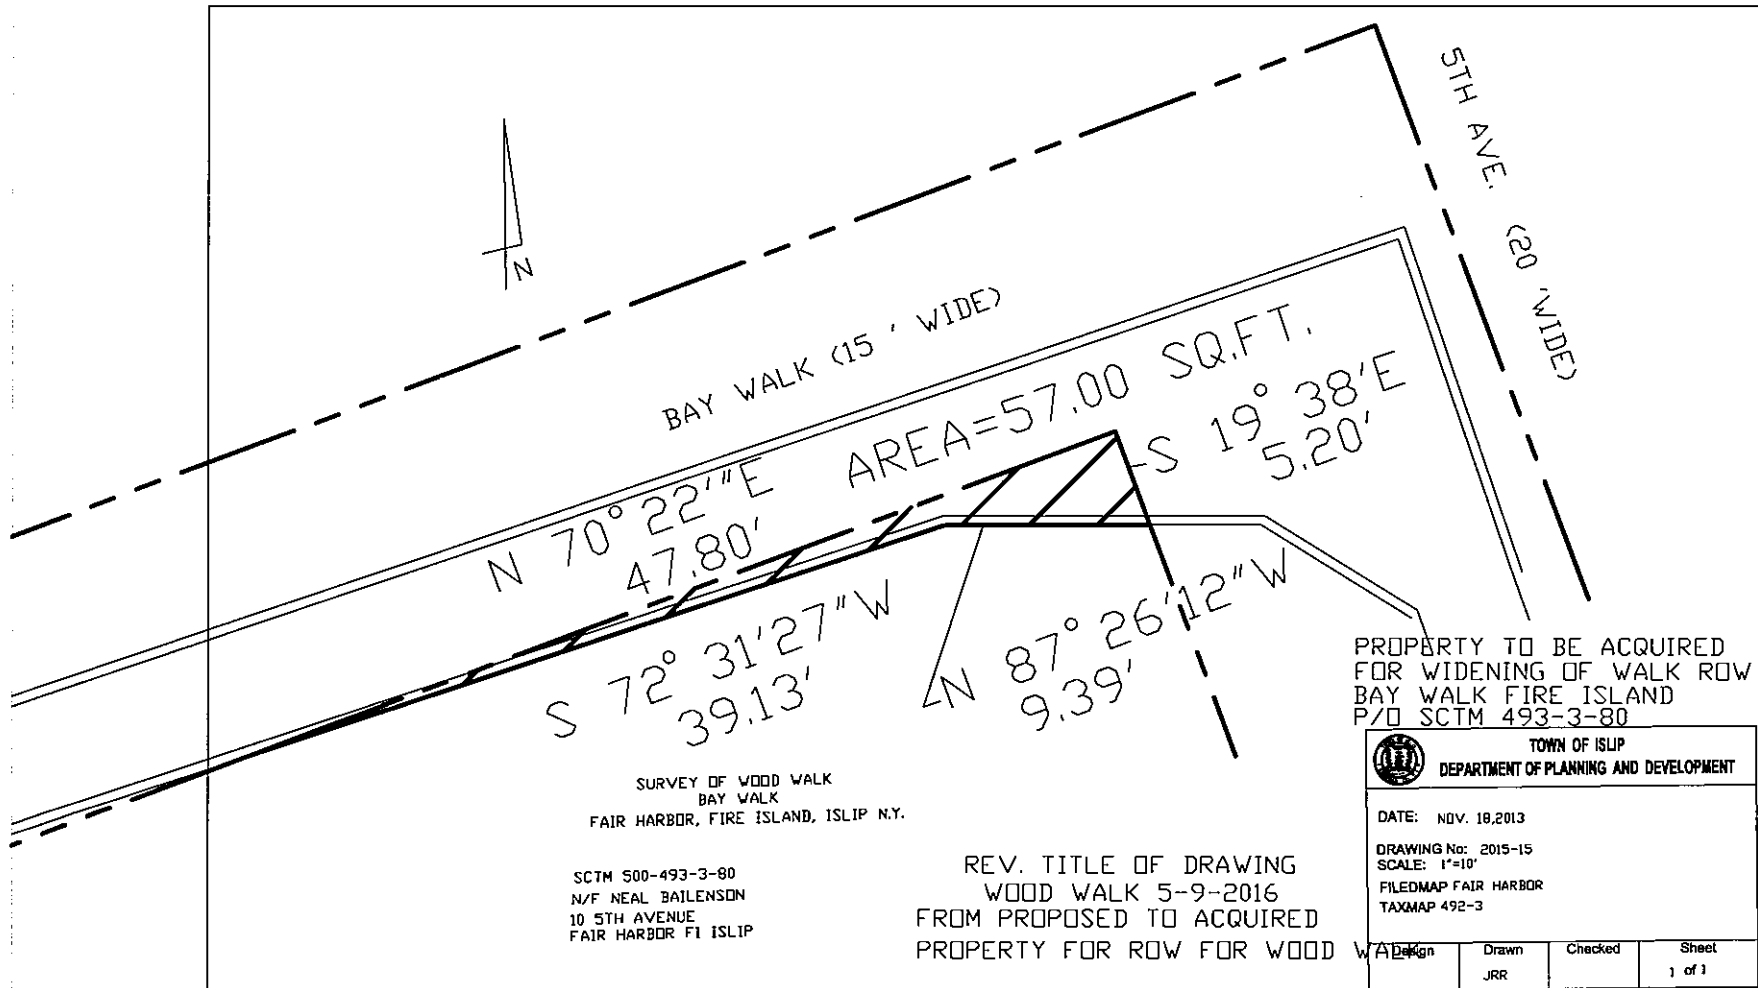 5TH AVE. (20 'WIDE)
N
BAY WALK (15 ' WIDE)
AREA=57.00 SQ.FT.
N 70° 22'"E
47.80'
S 19° 38'E
5.20'
S 72° 31'27"W
39.13'
N 87° 26'12"W
9.39'
PROPERTY TO BE ACQUIRED
FOR WIDENING OF WALK ROW
BAY WALK FIRE ISLAND
P/O SCTM 493-3-80
SURVEY OF WOOD WALK
BAY WALK
FAIR HARBOR, FIRE ISLAND, ISLIP N.Y.
SCTM 500-493-3-80
N/F NEAL BAILENSON
10 5TH AVENUE
FAIR HARBOR FI ISLIP
REV. TITLE OF DRAWING
WOOD WALK 5-9-2016
FROM PROPOSED TO ACQUIRED
PROPERTY FOR ROW FOR WOOD WALK
TOWN OF ISLIP
DEPARTMENT OF PLANNING AND DEVELOPMENT
DATE: NOV. 18,2013
DRAWING No: 2015-15
SCALE: 1"=10'
FILEDMAP FAIR HARBOR
TAXMAP 492-3
Design Drawn Checked Sheet
JRR 1 of 1